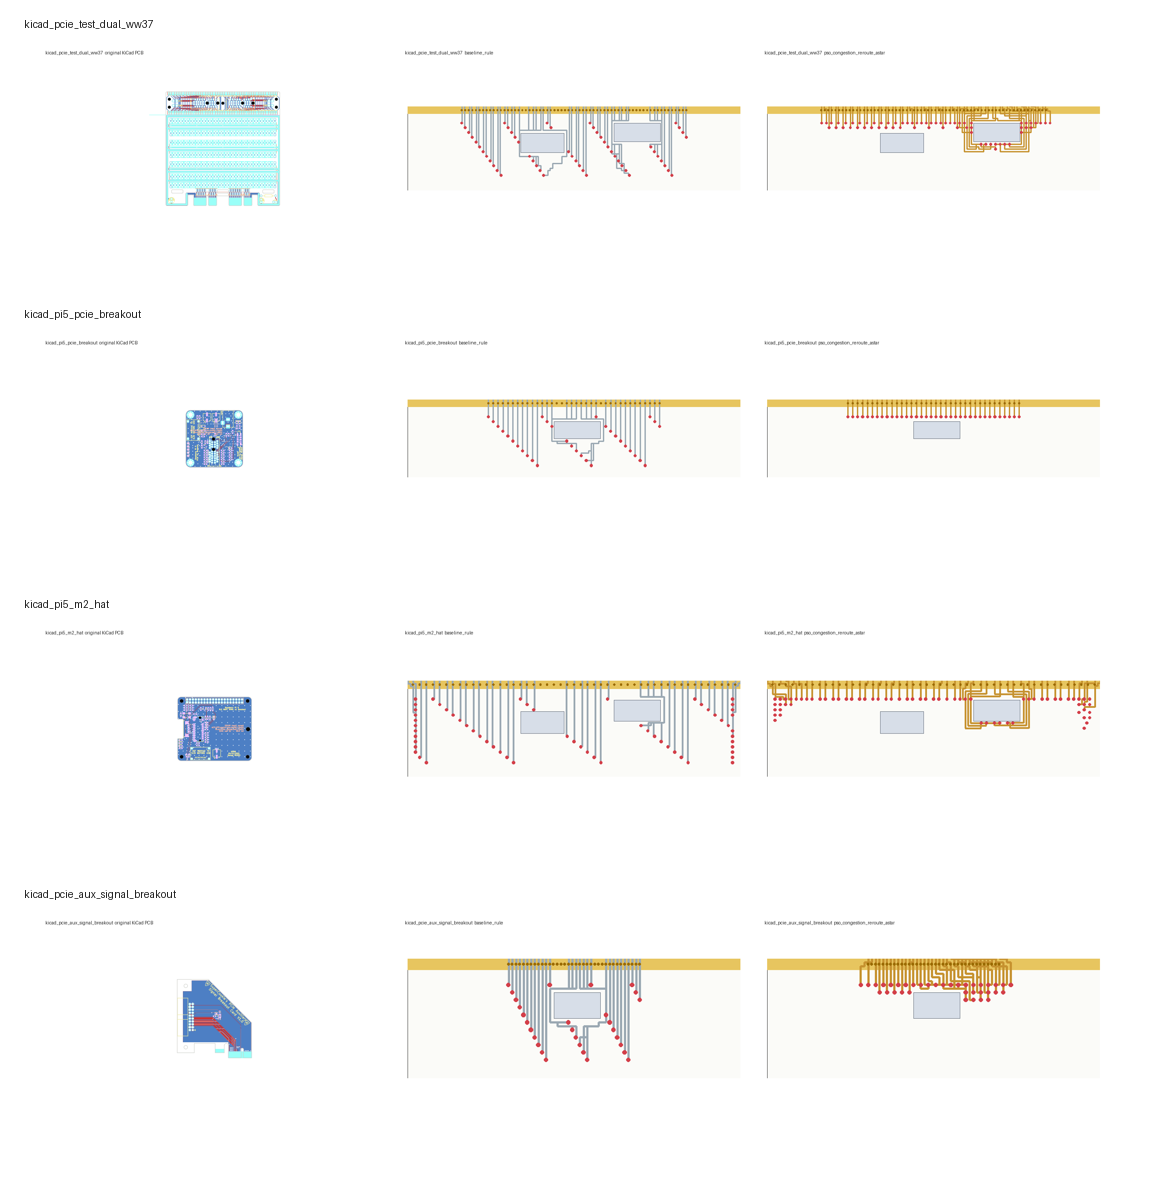 kicad_pcie_test_dual_ww37
kicad_pcie_test_dual_ww37 original KiCad PCB
kicad_pcie_test_dual_ww37 baseline_rule
kicad_pcie_test_dual_ww37 pso_congestion_reroute_astar
kicad_pi5_pcie_breakout
kicad_pi5_pcie_breakout original KiCad PCB
kicad_pi5_pcie_breakout baseline_rule
kicad_pi5_pcie_breakout pso_congestion_reroute_astar
kicad_pi5_m2_hat
kicad_pi5_m2_hat original KiCad PCB
kicad_pi5_m2_hat baseline_rule
kicad_pi5_m2_hat pso_congestion_reroute_astar
kicad_pcie_aux_signal_breakout
kicad_pcie_aux_signal_breakout original KiCad PCB
kicad_pcie_aux_signal_breakout baseline_rule
kicad_pcie_aux_signal_breakout pso_congestion_reroute_astar